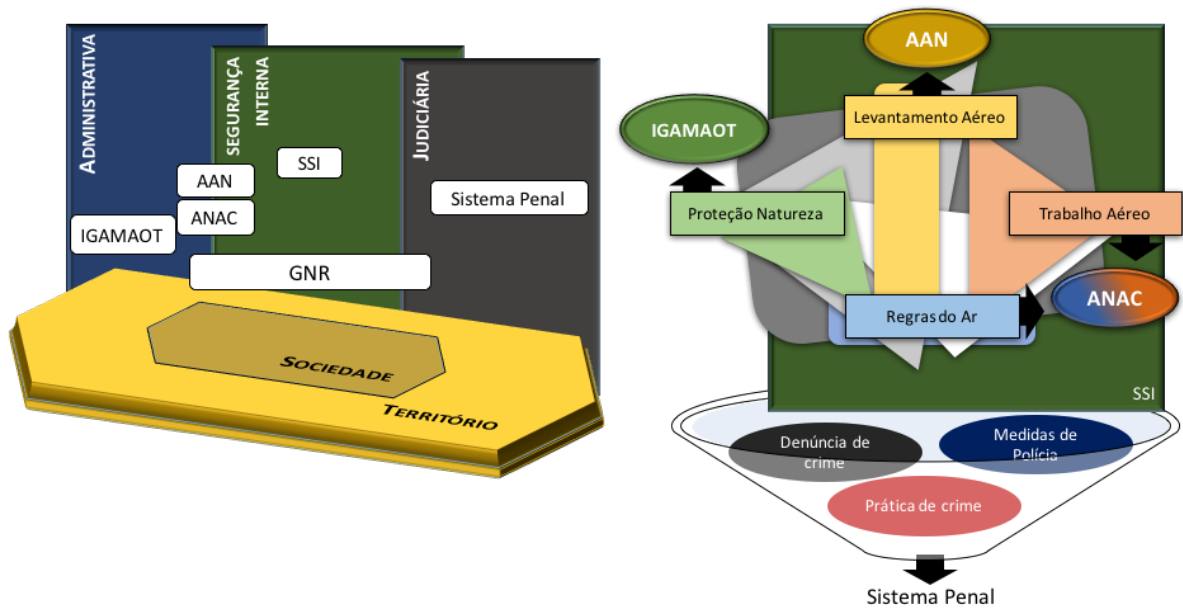 ADMINISTRATIVA
SEGURANÇA
INTERNA
JUDICIÁRIA
SSI
AAN
ANAC
IGAMAOT
Sistema Penal
GNR
SOCIEDADE
TERRITÓRIO
AAN
IGAMAOT
Levantamento Aéreo
Proteção Natureza
Trabalho Aéreo
ANAC
Regras do Ar
SSI
Denúncia de
crime
Medidas de
Polícia
Prática de crime
Sistema Penal